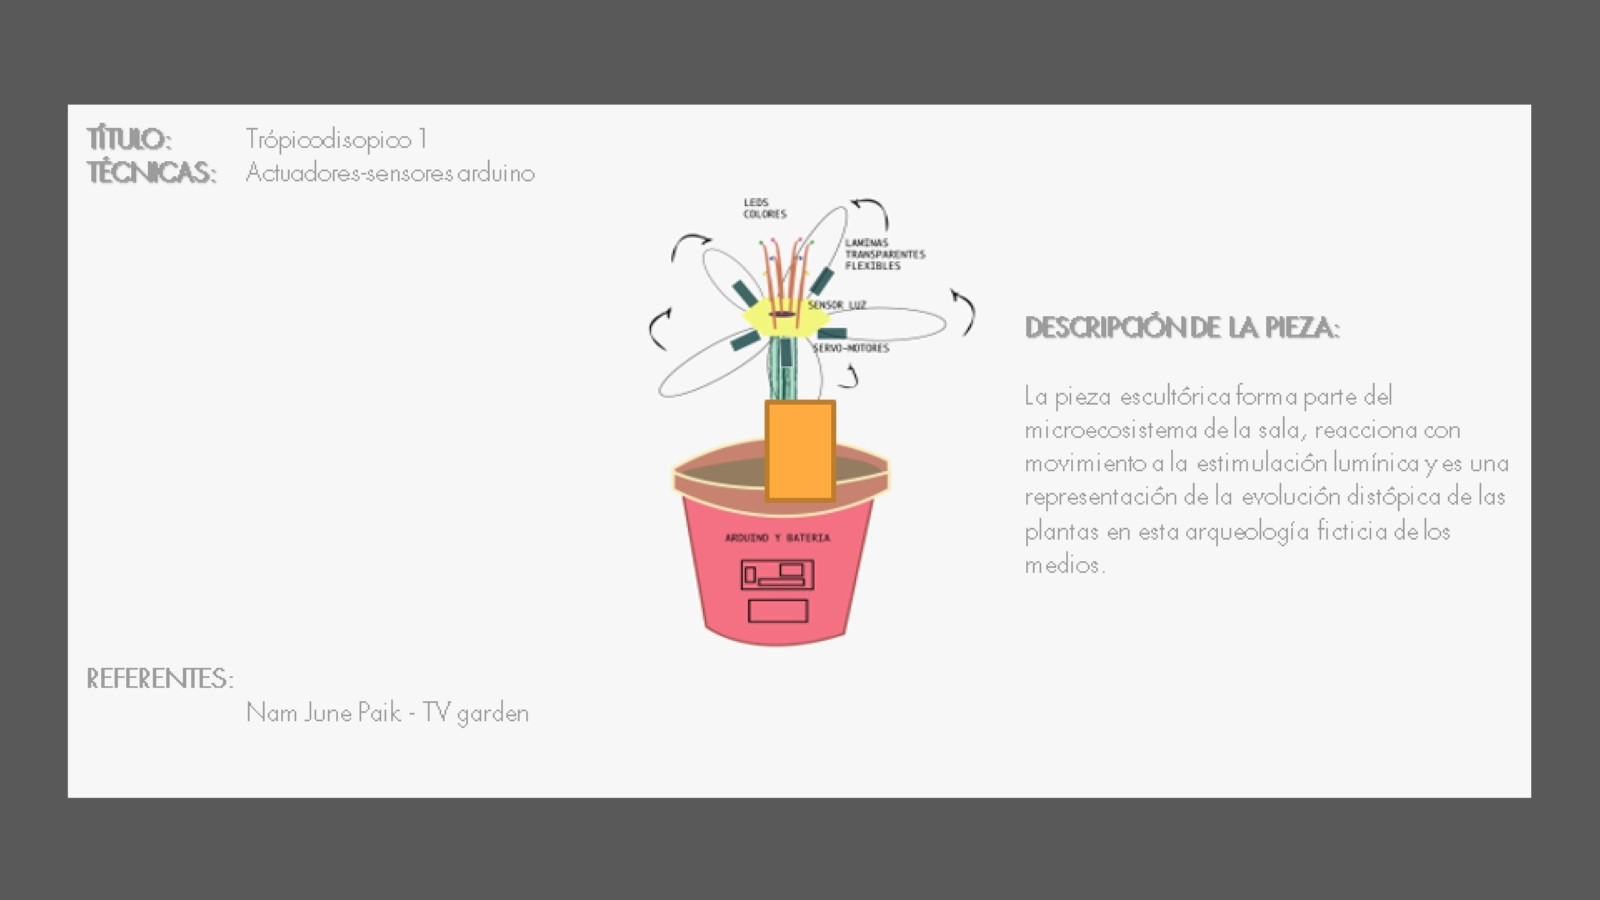 TÍTULO: Trópicodisopico 1
TÉCNICAS: Actuadores-sensores arduino
LEDS
COLORES
LAMINAS
TRANSPARENTES
FLEXIBLES
SENSOR LUZ
SERVO-MOTORES
ARDUINO Y BATERIA
DESCRIPCIÓN DE LA PIEZA:
La pieza escultórica forma parte del
microecosistema de la sala, reacciona con
movimiento a la estimulación lumínica y es una
representación de la evolución distópica de las
plantas en esta arqueología ficticia de los
medios.
REFERENTES:
Nam June Paik - TV garden